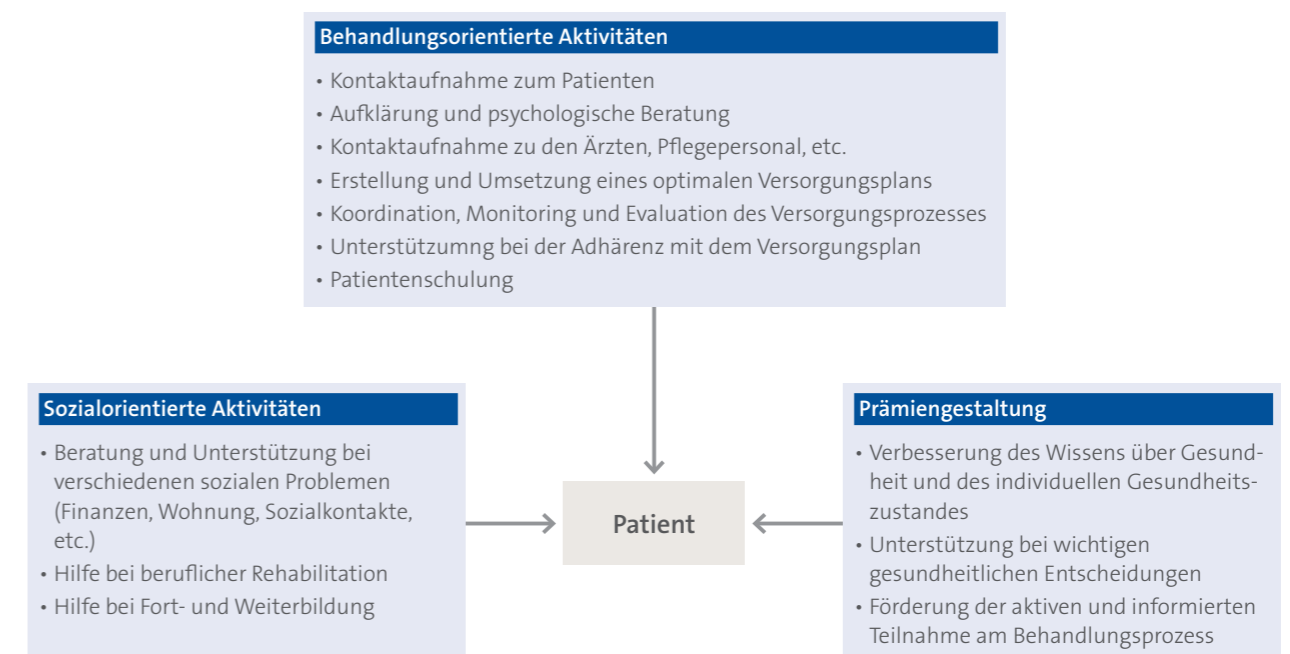 Behandlungsorientierte Aktivitäten
• Kontaktaufnahme zum Patienten
• Aufklärung und psychologische Beratung
• Kontaktaufnahme zu den Ärzten, Pflegepersonal, etc.
• Erstellung und Umsetzung eines optimalen Versorgungsplans
• Koordination, Monitoring und Evaluation des Versorgungsprozesses
• Unterstützumng bei der Adhärenz mit dem Versorgungsplan
• Patientenschulung
Sozialorientierte Aktivitäten
• Beratung und Unterstützung bei
verschiedenen sozialen Problemen
(Finanzen, Wohnung, Sozialkontakte,
etc.)
• Hilfe bei beruflicher Rehabilitation
• Hilfe bei Fort- und Weiterbildung
Patient
Prämiengestaltung
• Verbesserung des Wissens über Gesund-
heit und des individuellen Gesundheits-
zustandes
• Unterstützung bei wichtigen
gesundheitlichen Entscheidungen
• Förderung der aktiven und informierten
Teilnahme am Behandlungsprozess